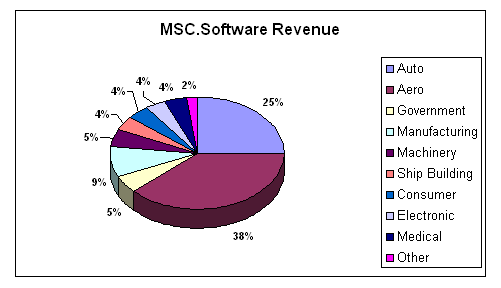 MSC.Software Revenue
4%
4%
2%
4%
25%
4%
5%
9%
5%
38%
Auto
Aero
Government
Manufacturing
Machinery
Ship Building
Consumer
Electronic
Medical
Other